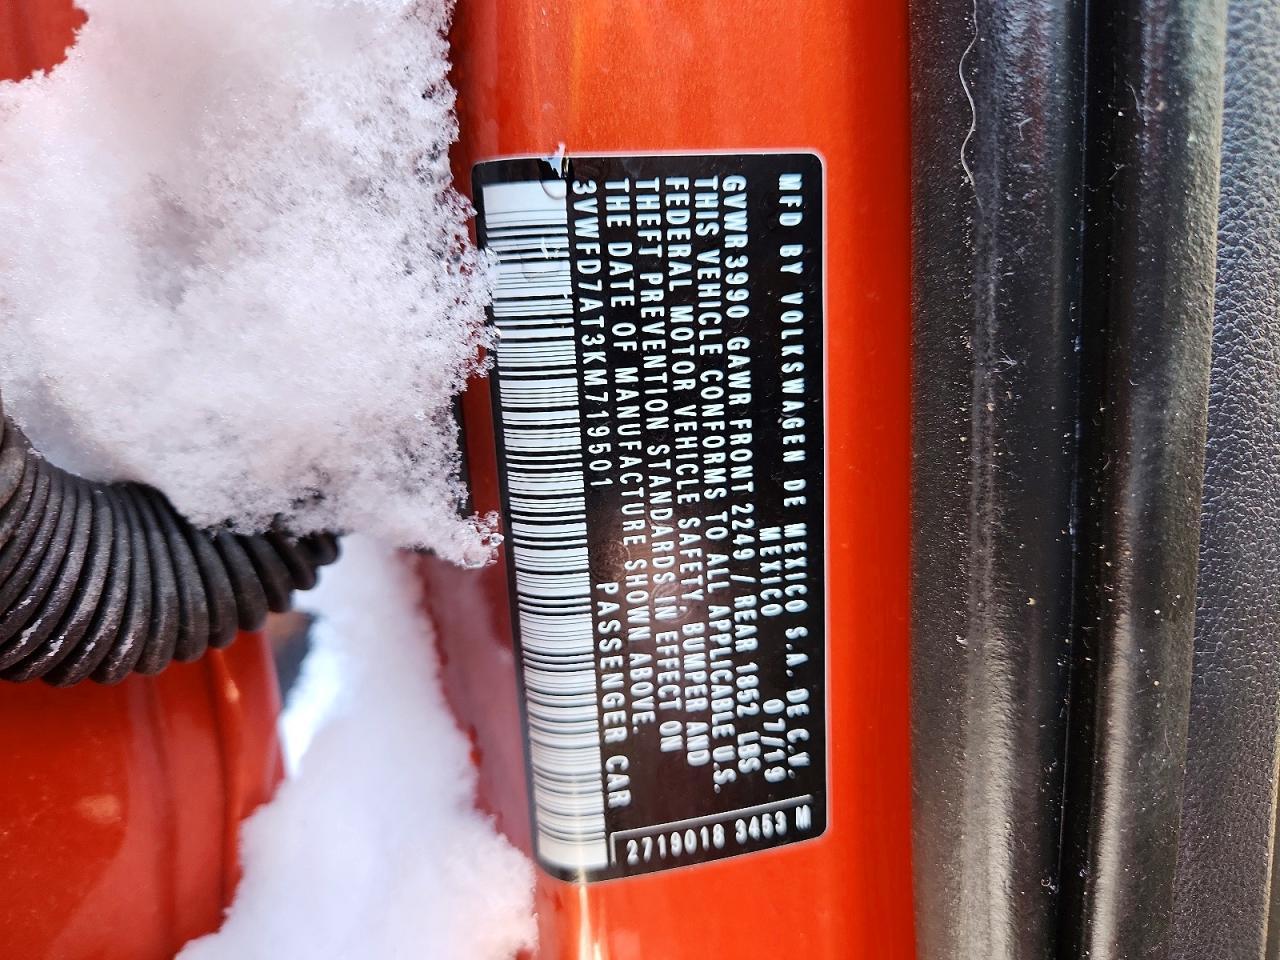 MFD BY VOLKSWAGEN DE MEXICO S.A. DE C.V.
MEXICO 07/19
GVWR 3990 GAWR FRONT 2249 / REAR 1852 LBS
THIS VEHICLE CONFORMS TO ALL APPLICABLE U.S.
FEDERAL MOTOR VEHICLE SAFETY, BUMPER AND
THEFT PREVENTION STANDARDS IN EFFECT ON
THE DATE OF MANUFACTURE SHOWN ABOVE.
3VWFD7AT3KM719501 PASSENGER CAR
2719018 3453 M